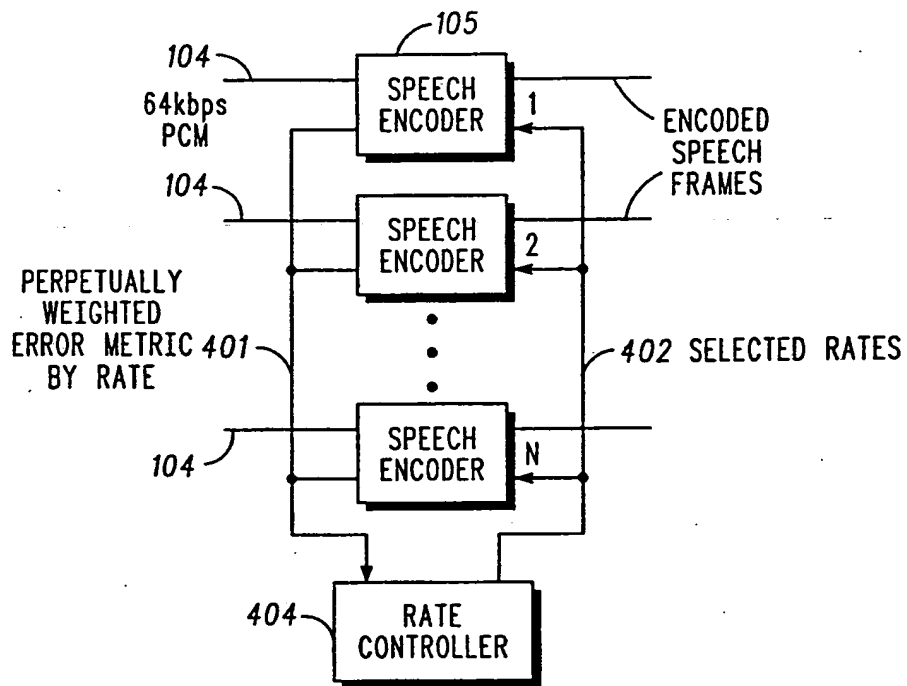 105
104
64kbps
PCM
SPEECH
ENCODER
1
ENCODED
SPEECH
FRAMES
104
SPEECH
ENCODER
2
PERPETUALLY
WEIGHTED
ERROR METRIC
BY RATE
401
402 SELECTED RATES
104
SPEECH
ENCODER
N
404
RATE
CONTROLLER